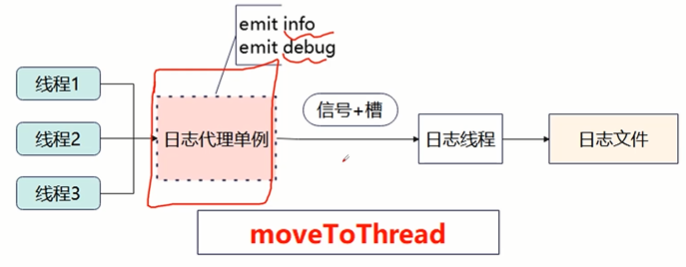 emit info
emit debug
线程1
线程2
线程3
日志代理单例
信号+槽
日志线程
日志文件
moveToThread